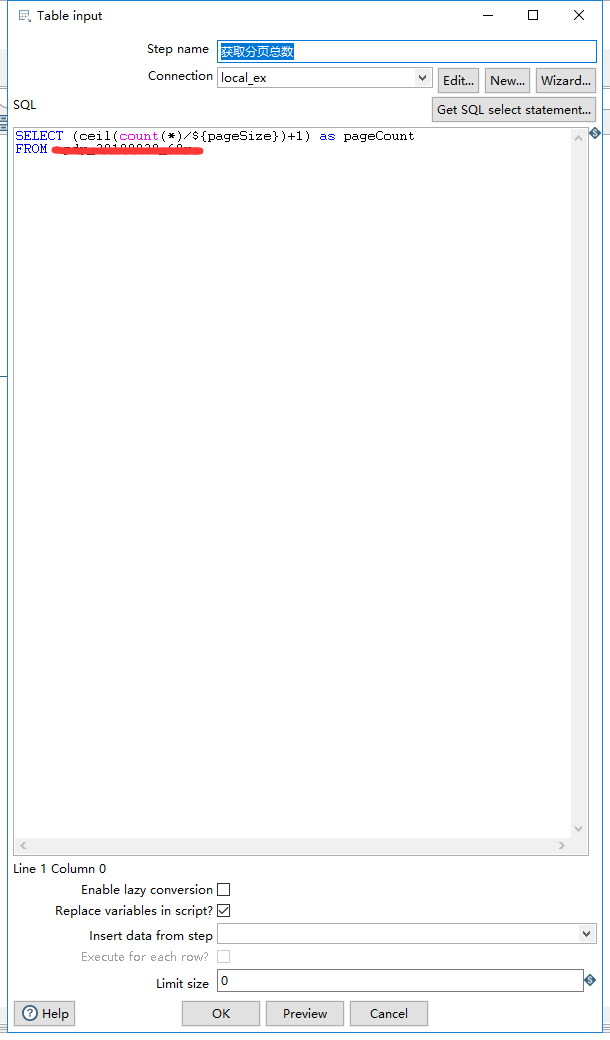 Table input
Step name 获取分页总数
Connection local_ex Edit... New... Wizard...
SQL
Get SQL select statement...
SELECT (ceil(count(*)/${pageSize})+1) as pageCount
FROM
Line 1 Column 0
Enable lazy conversion
Replace variables in script?
Insert data from step
Execute for each row?
Limit size 0
Help OK Preview Cancel